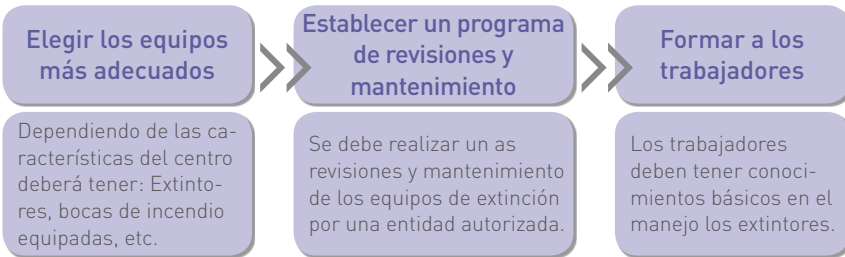 Elegir los equipos
más adecuados
Dependiendo de las ca-
racterísticas del centro
deberá tener: Extinto-
res, bocas de incendio
equipadas, etc.
Establecer un programa
de revisiones y
mantenimiento
Se debe realizar un as
revisiones y mantenimiento
de los equipos de extinción
por una entidad autorizada.
Formar a los
trabajadores
Los trabajadores
deben tener conoci-
mientos básicos en el
manejo los extintores.